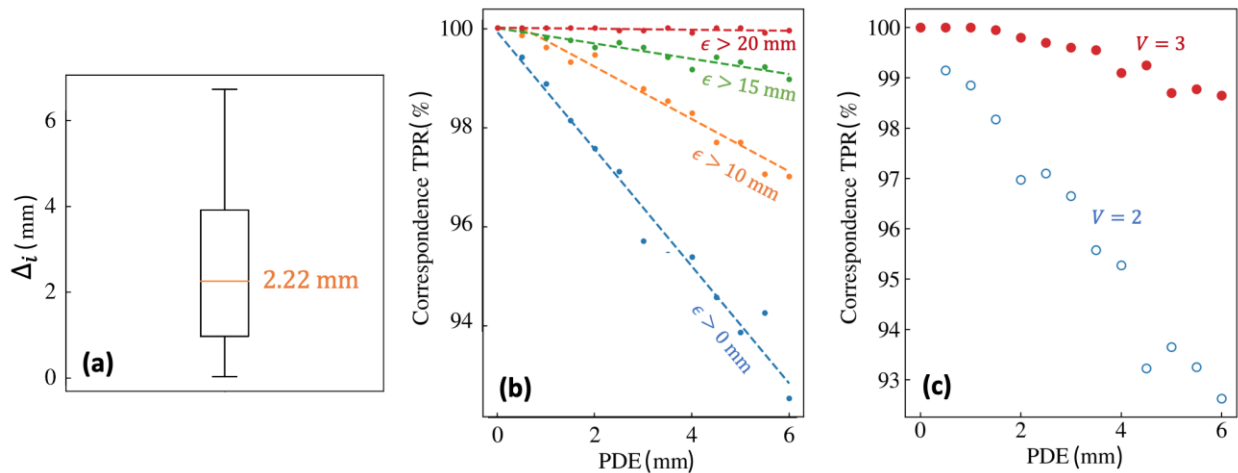 6
4
2
0
Δᵢ (mm)
2.22 mm
(a)
100
98
96
94
Correspondence TPR (%)
ϵ > 20 mm
ϵ > 15 mm
ϵ > 10 mm
ϵ > 0 mm
(b)
0 2 4 6
PDE (mm)
100
99
98
97
96
95
94
93
Correspondence TPR (%)
V = 3
V = 2
(c)
0 2 4 6
PDE (mm)